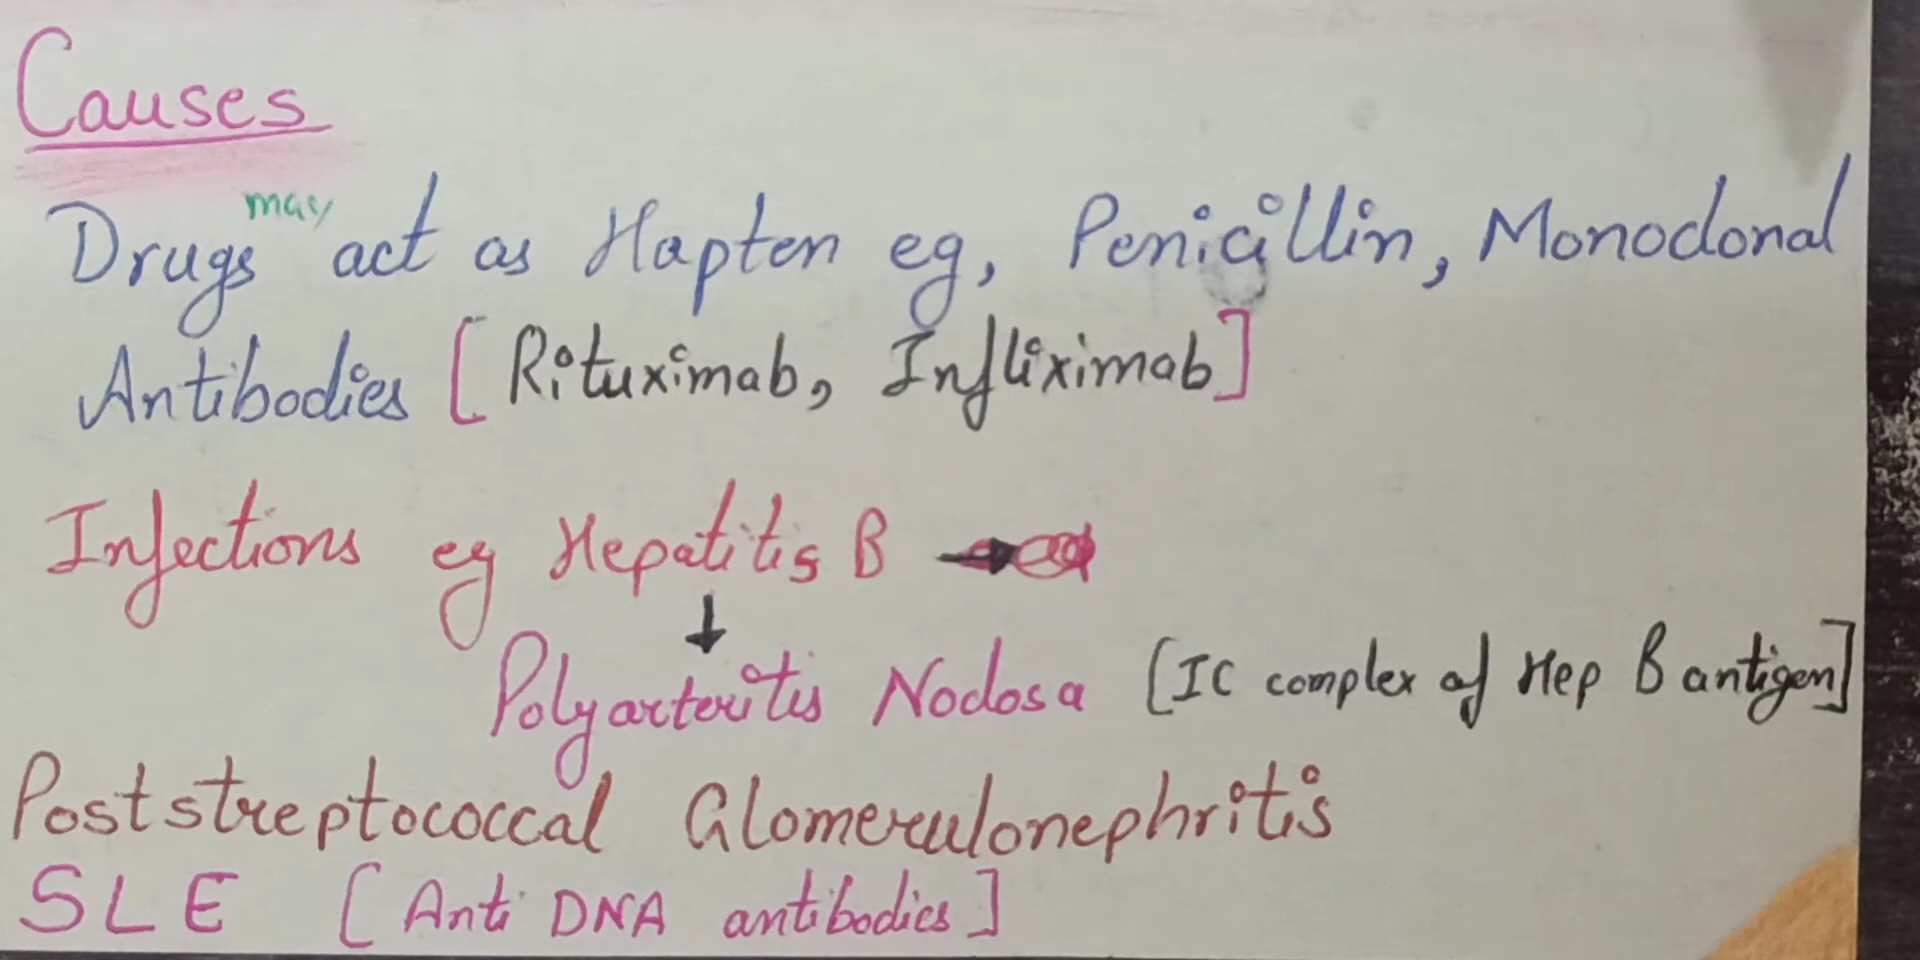 Causes
Drugs may act as Hapten eg, Penicillin, Monoclonal
Antibodies [Rituximab, Infliximab]
Infections eg Hepatitis B →
↓
Polyarteritis Nodosa [IC complex of Hep B antigen]
Poststreptococcal Glomerulonephritis
SLE [Anti DNA antibodies]